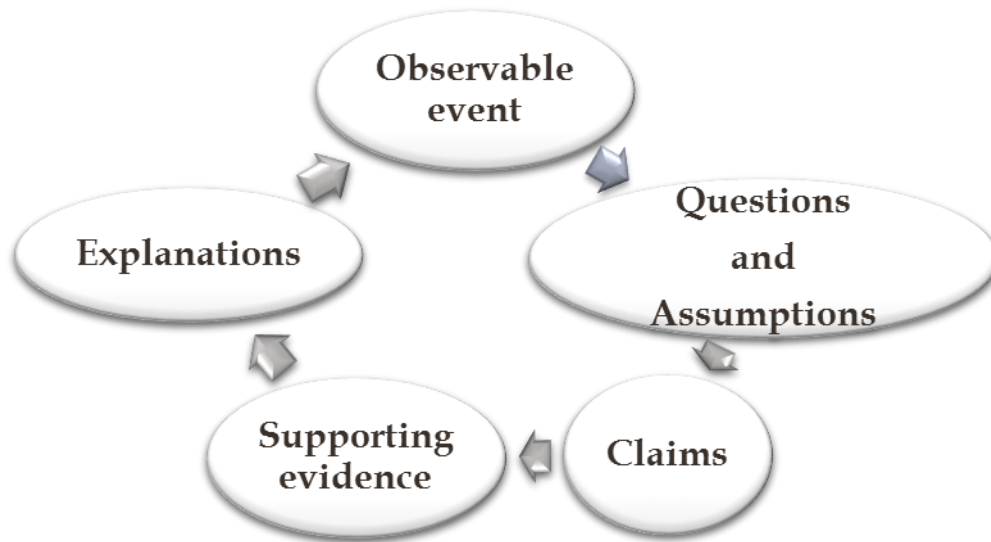 Observable
event
Questions
and
Assumptions
Claims
Supporting
evidence
Explanations